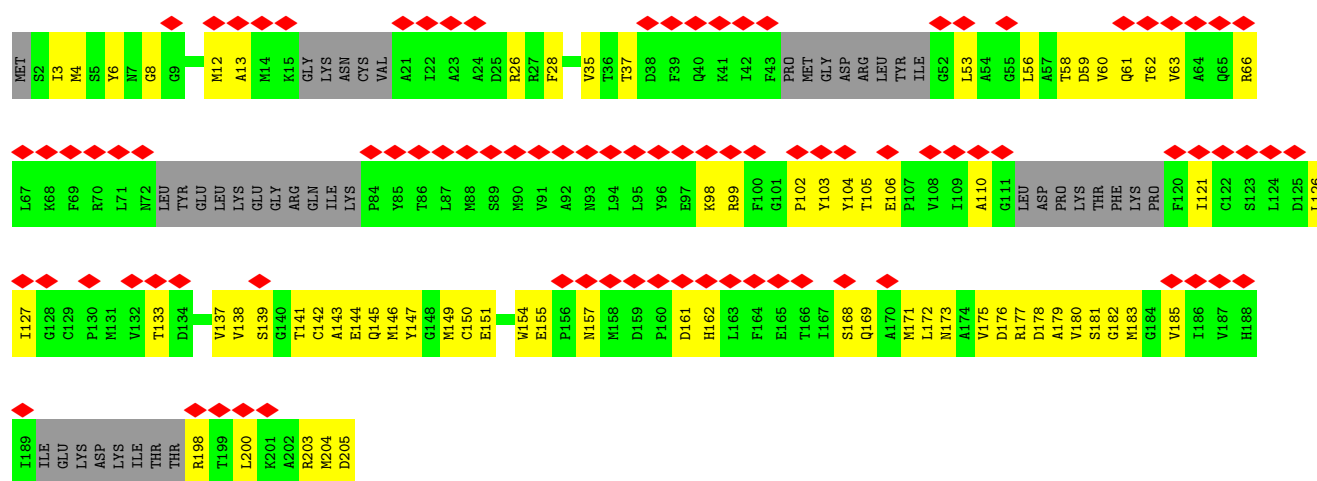 MET S2 I3 M4 S5 Y6 N7 G8 G9 M12 A13 M14 K15 GLY LYS ASN CYS VAL A21 I22 A23 A24 D25 R26 R27 F28 V35 T36 T37 D38 F39 Q40 K41 I42 F43 PRO MET GLY ASP ARG LEU TYR ILE G52 L53 A54 G55 L56 A57 T58 D59 V60 Q61 T62 V63 A64 Q65 R66
L67 K68 F69 R70 L71 N72 LEU TYR GLU LEU LYS GLU GLY ARG GLN ILE LYS P84 Y85 T86 L87 M88 S89 M90 V91 A92 N93 L94 L95 Y96 E97 K98 R99 F100 G101 P102 Y103 Y104 T105 E106 P107 V108 I109 A110 G111 LEU ASP PRO LYS THR PHE LYS PRO F120 I121 C122 S123 L124 D125 L126
I127 G128 C129 P130 M131 V132 T133 D134 V137 V138 S139 G140 T141 C142 A143 E144 Q145 M146 Y147 G148 M149 C150 E151 W154 E155 P156 N157 M158 D159 P160 D161 H162 L163 F164 E165 T166 I167 S168 Q169 A170 M171 L172 N173 A174 V175 D176 R177 D178 A179 V180 S181 G182 M183 G184 V185 I186 V187 H188
I189 ILE GLU LYS ASP LYS ILE THR THR R198 T199 L200 K201 A202 R203 M204 D205